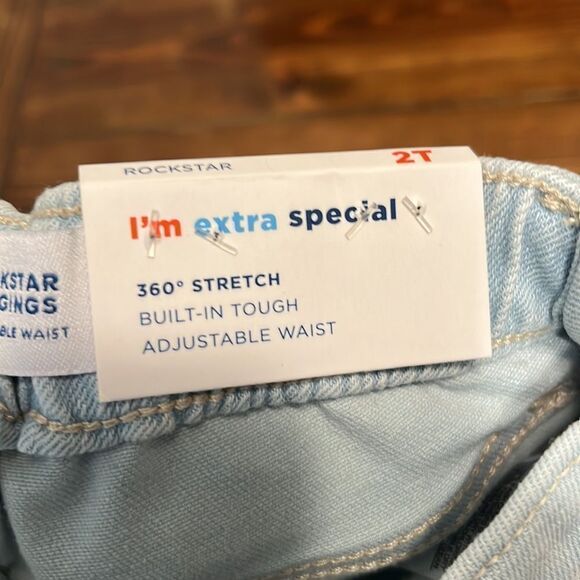 ROCKSTAR 2T
I'm extra special
360° STRETCH
BUILT-IN TOUGH
ADJUSTABLE WAIST
KSTAR
GINGS
BLE WAIST